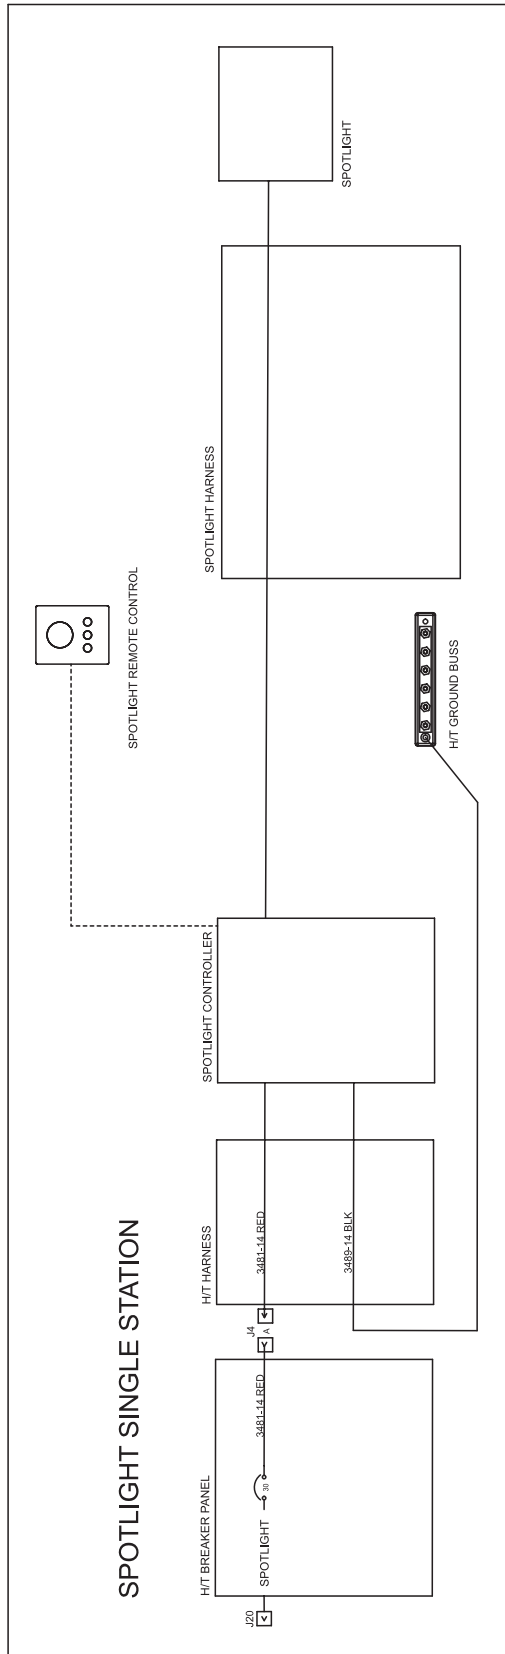 SPOTLIGHT SINGLE STATION
J20
H/T BREAKER PANEL
SPOTLIGHT
30
3481-14 RED
J4
A
H/T HARNESS
3481-14 RED
3489-14 BLK
SPOTLIGHT CONTROLLER
SPOTLIGHT REMOTE CONTROL
H/T GROUND BUSS
SPOTLIGHT HARNESS
SPOTLIGHT